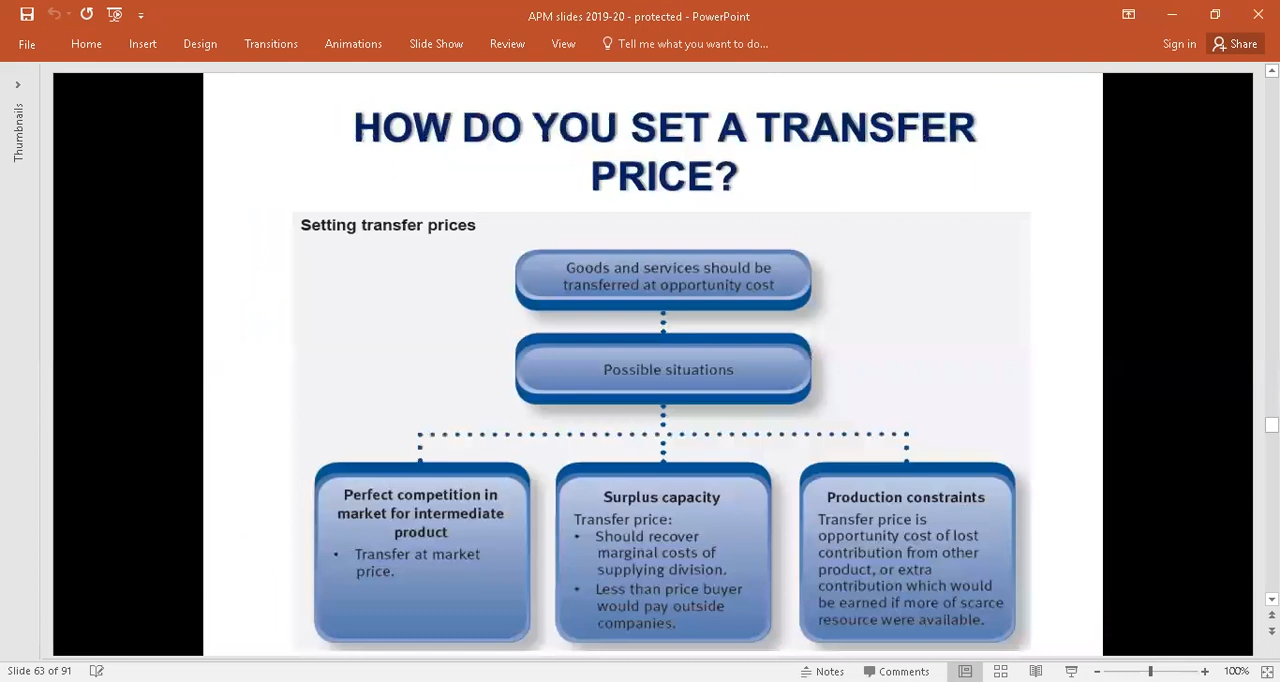 APM slides 2019-20 - protected - PowerPoint
File Home Insert Design Transitions Animations Slide Show Review View Tell me what you want to do... Sign in Share
Thumbnails
HOW DO YOU SET A TRANSFER
PRICE?
Setting transfer prices
Goods and services should be
transferred at opportunity cost
Possible situations
Perfect competition in
market for intermediate
product
• Transfer at market
price.
Surplus capacity
Transfer price:
• Should recover
marginal costs of
supplying division.
• Less than price buyer
would pay outside
companies.
Production constraints
Transfer price is
opportunity cost of lost
contribution from other
product, or extra
contribution which would
be earned if more of scarce
resource were available.
Slide 63 of 91 Notes Comments 100%